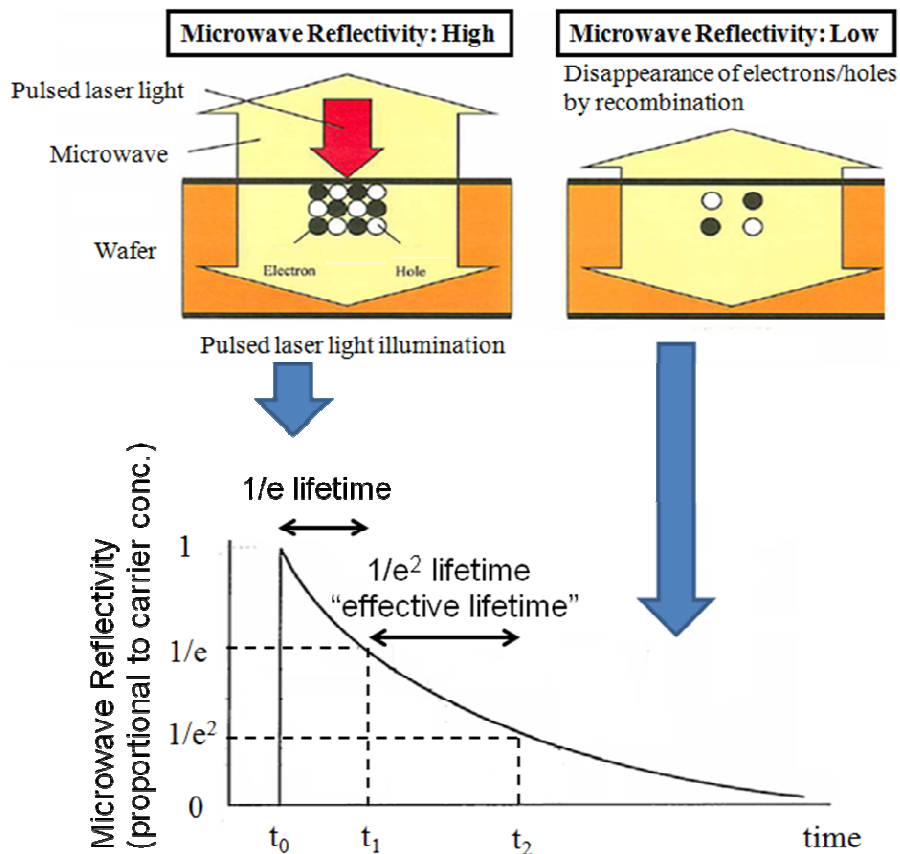 Microwave Reflectivity: High
Microwave Reflectivity: Low
Pulsed laser light
Disappearance of electrons/holes
by recombination
Microwave
Wafer
Electron
Hole
Pulsed laser light illumination
Microwave Reflectivity
(proportional to carrier conc.)
1/e lifetime
1
1/e² lifetime
“effective lifetime”
1/e
1/e²
0
t₀
t₁
t₂
time